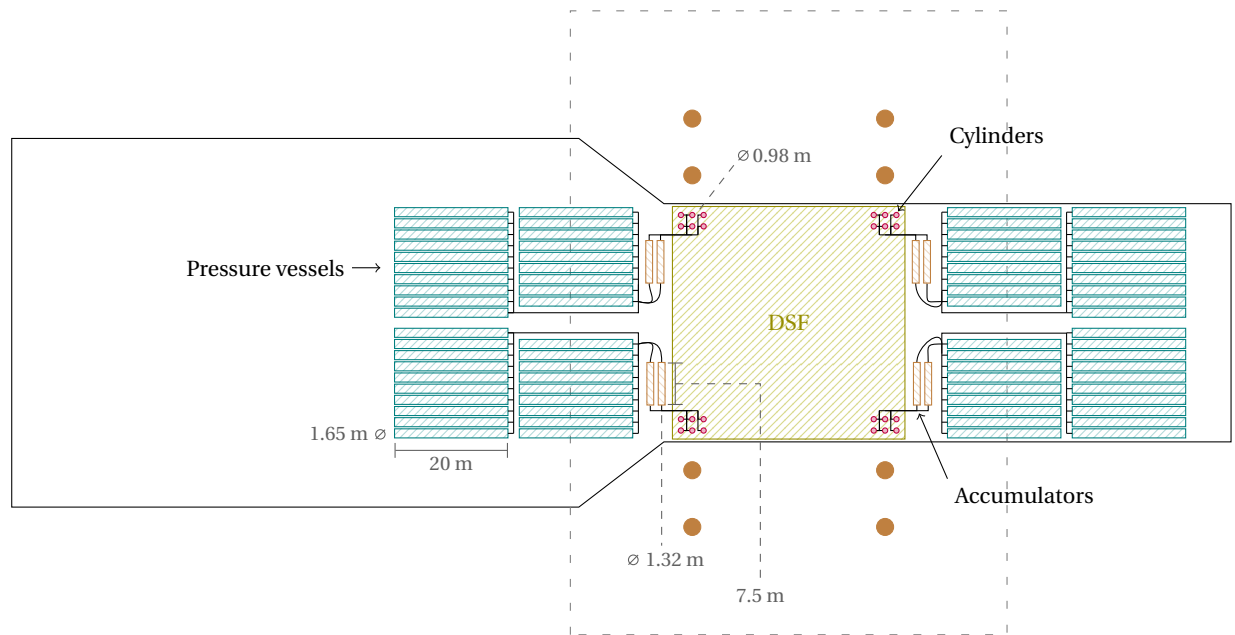 Cylinders
⌀ 0.98 m
Pressure vessels
DSF
1.65 m ⌀
20 m
Accumulators
⌀ 1.32 m
7.5 m